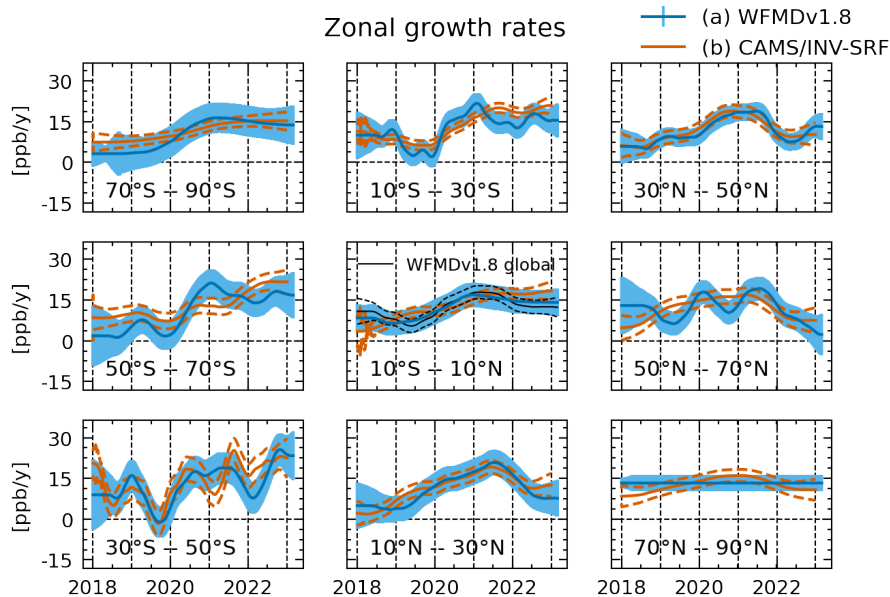 Zonal growth rates
(a) WFMDv1.8
(b) CAMS/INV-SRF
[ppb/y]
30
15
0
-15
70°S -- 90°S
10°S -- 30°S
30°N -- 50°N
[ppb/y]
30
15
0
-15
50°S -- 70°S
WFMDv1.8 global
10°S -- 10°N
50°N -- 70°N
[ppb/y]
30
15
0
-15
30°S -- 50°S
10°N -- 30°N
70°N -- 90°N
2018 2020 2022 2018 2020 2022 2018 2020 2022